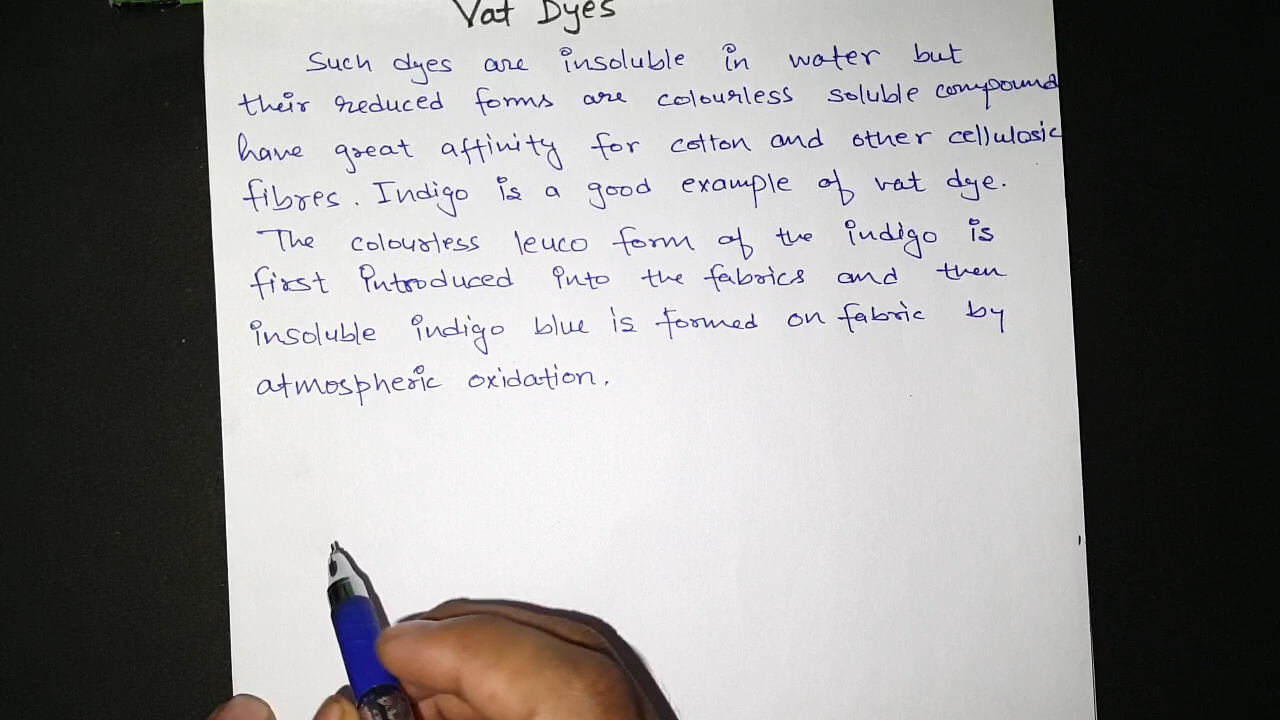 Vat Dyes
Such dyes are insoluble in water but
their reduced forms are colourless soluble compound
have great affinity for cotton and other cellulosic
fibres. Indigo is a good example of vat dye.
The colourless leuco form of the indigo is
first introduced into the fabrics and then
insoluble indigo blue is formed on fabric by
atmospheric oxidation.